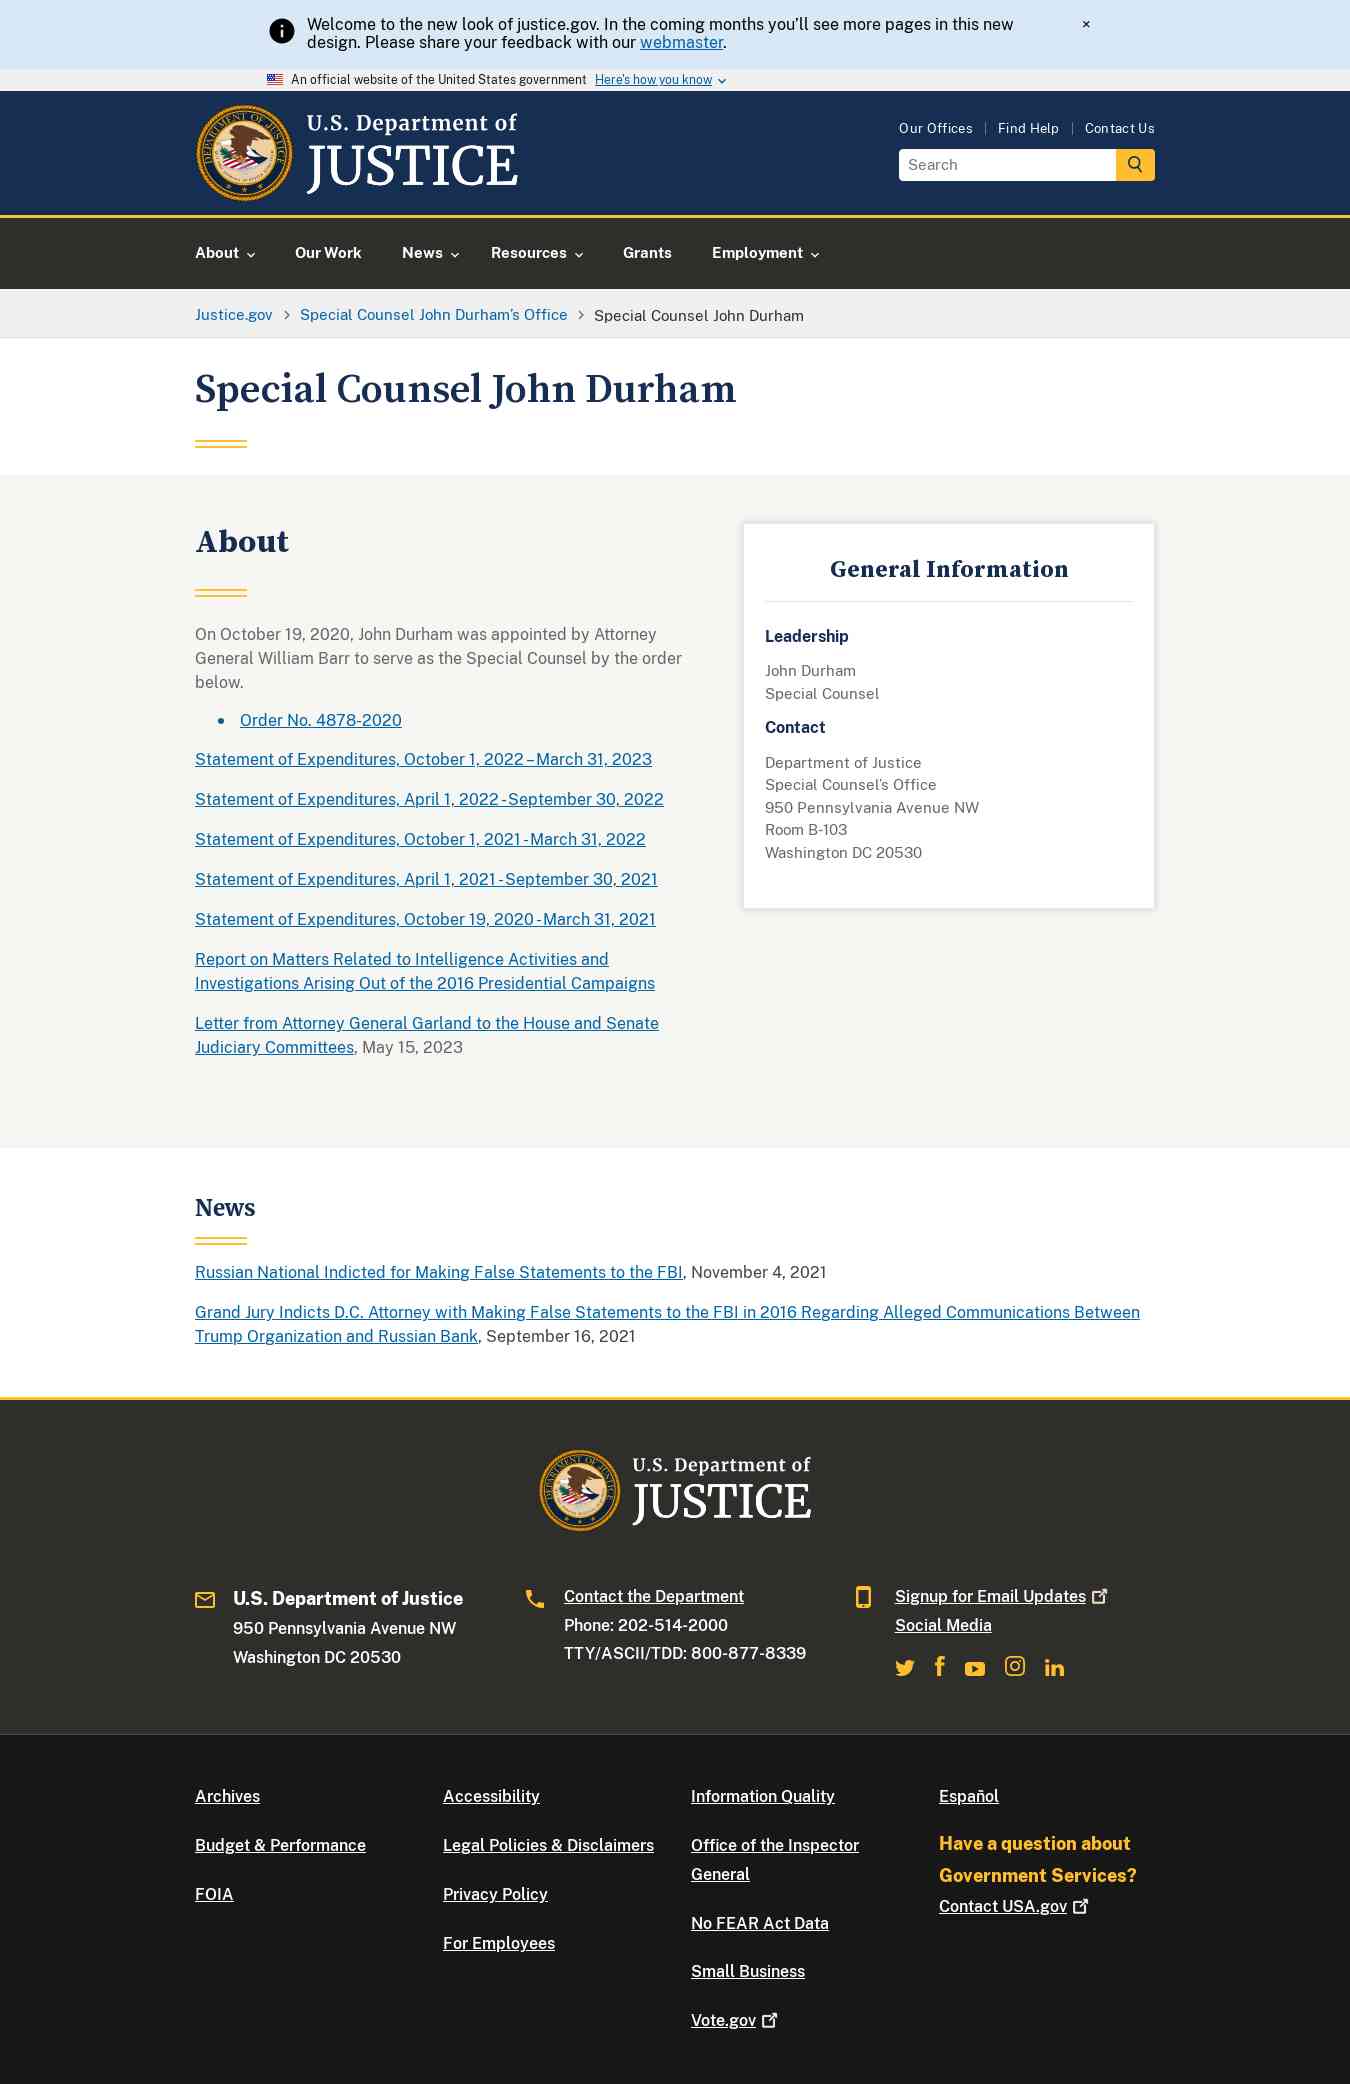 Welcome to the new look of justice.gov. In the coming months you’ll see more pages in this new
design. Please share your feedback with our webmaster.
×
An official website of the United States government Here's how you know
U.S. Department of
JUSTICE
Our Offices
Find Help
Contact Us
Search
About
Our Work
News
Resources
Grants
Employment
Justice.gov
Special Counsel John Durham’s Office
Special Counsel John Durham
Special Counsel John Durham
About
On October 19, 2020, John Durham was appointed by Attorney
General William Barr to serve as the Special Counsel by the order
below.
• Order No. 4878-2020
Statement of Expenditures, October 1, 2022 – March 31, 2023
Statement of Expenditures, April 1, 2022 - September 30, 2022
Statement of Expenditures, October 1, 2021 - March 31, 2022
Statement of Expenditures, April 1, 2021 - September 30, 2021
Statement of Expenditures, October 19, 2020 - March 31, 2021
Report on Matters Related to Intelligence Activities and
Investigations Arising Out of the 2016 Presidential Campaigns
Letter from Attorney General Garland to the House and Senate
Judiciary Committees, May 15, 2023
General Information
Leadership
John Durham
Special Counsel
Contact
Department of Justice
Special Counsel’s Office
950 Pennsylvania Avenue NW
Room B-103
Washington DC 20530
News
Russian National Indicted for Making False Statements to the FBI, November 4, 2021
Grand Jury Indicts D.C. Attorney with Making False Statements to the FBI in 2016 Regarding Alleged Communications Between
Trump Organization and Russian Bank, September 16, 2021
U.S. Department of
JUSTICE
U.S. Department of Justice
950 Pennsylvania Avenue NW
Washington DC 20530
Contact the Department
Phone: 202-514-2000
TTY/ASCII/TDD: 800-877-8339
Signup for Email Updates
Social Media
Archives
Budget & Performance
FOIA
Accessibility
Legal Policies & Disclaimers
Privacy Policy
For Employees
Information Quality
Office of the Inspector
General
No FEAR Act Data
Small Business
Vote.gov
Español
Have a question about
Government Services?
Contact USA.gov